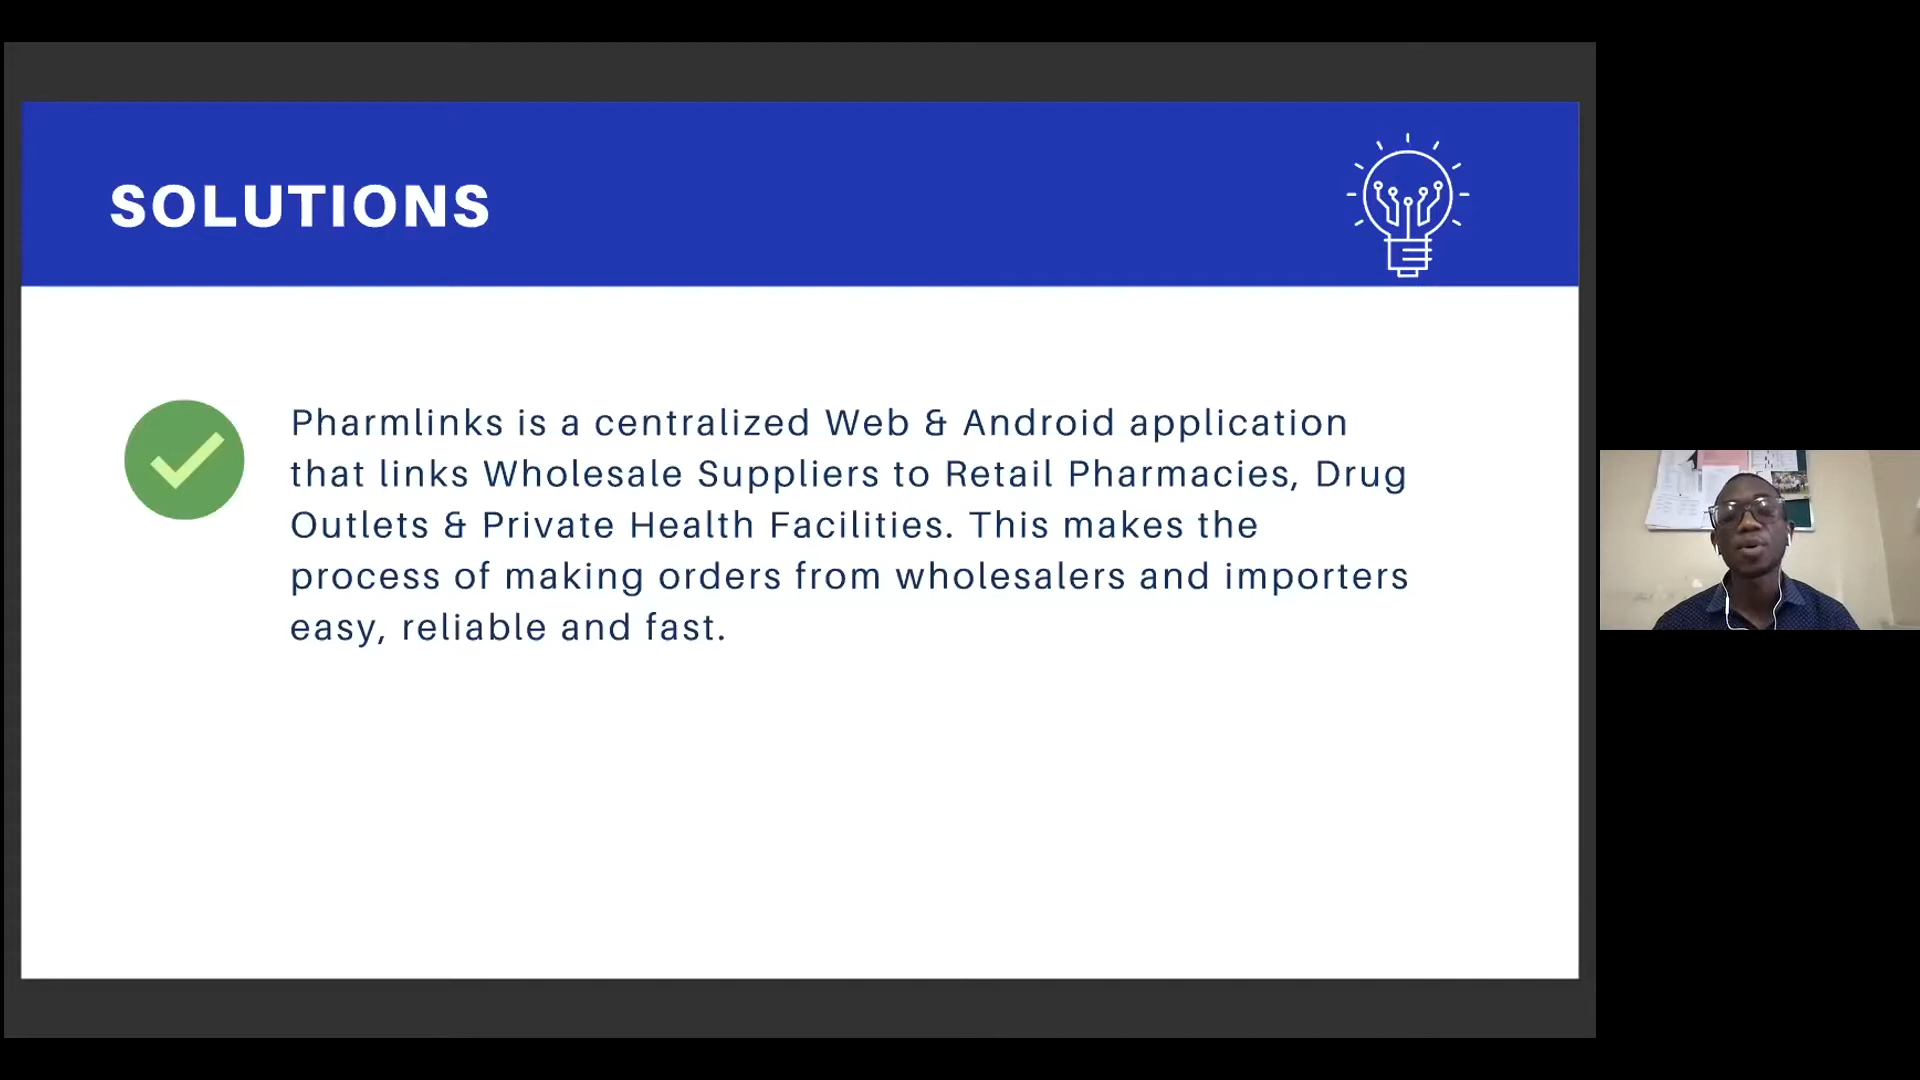 SOLUTIONS
Pharmlinks is a centralized Web & Android application
that links Wholesale Suppliers to Retail Pharmacies, Drug
Outlets & Private Health Facilities. This makes the
process of making orders from wholesalers and importers
easy, reliable and fast.